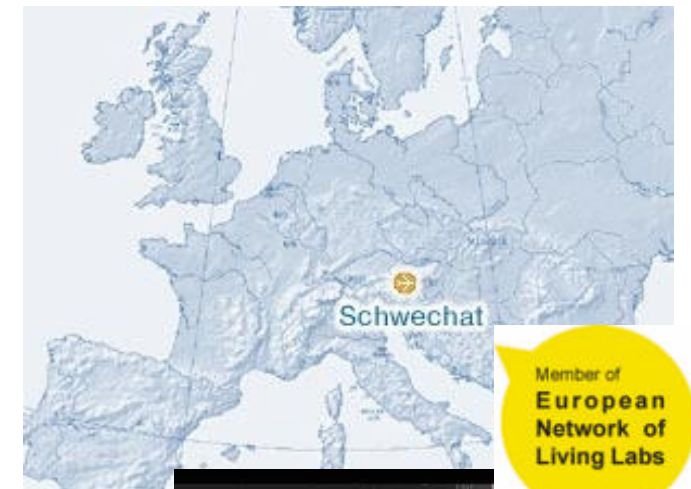 Schwechat
Member of
European
Network of
Living Labs